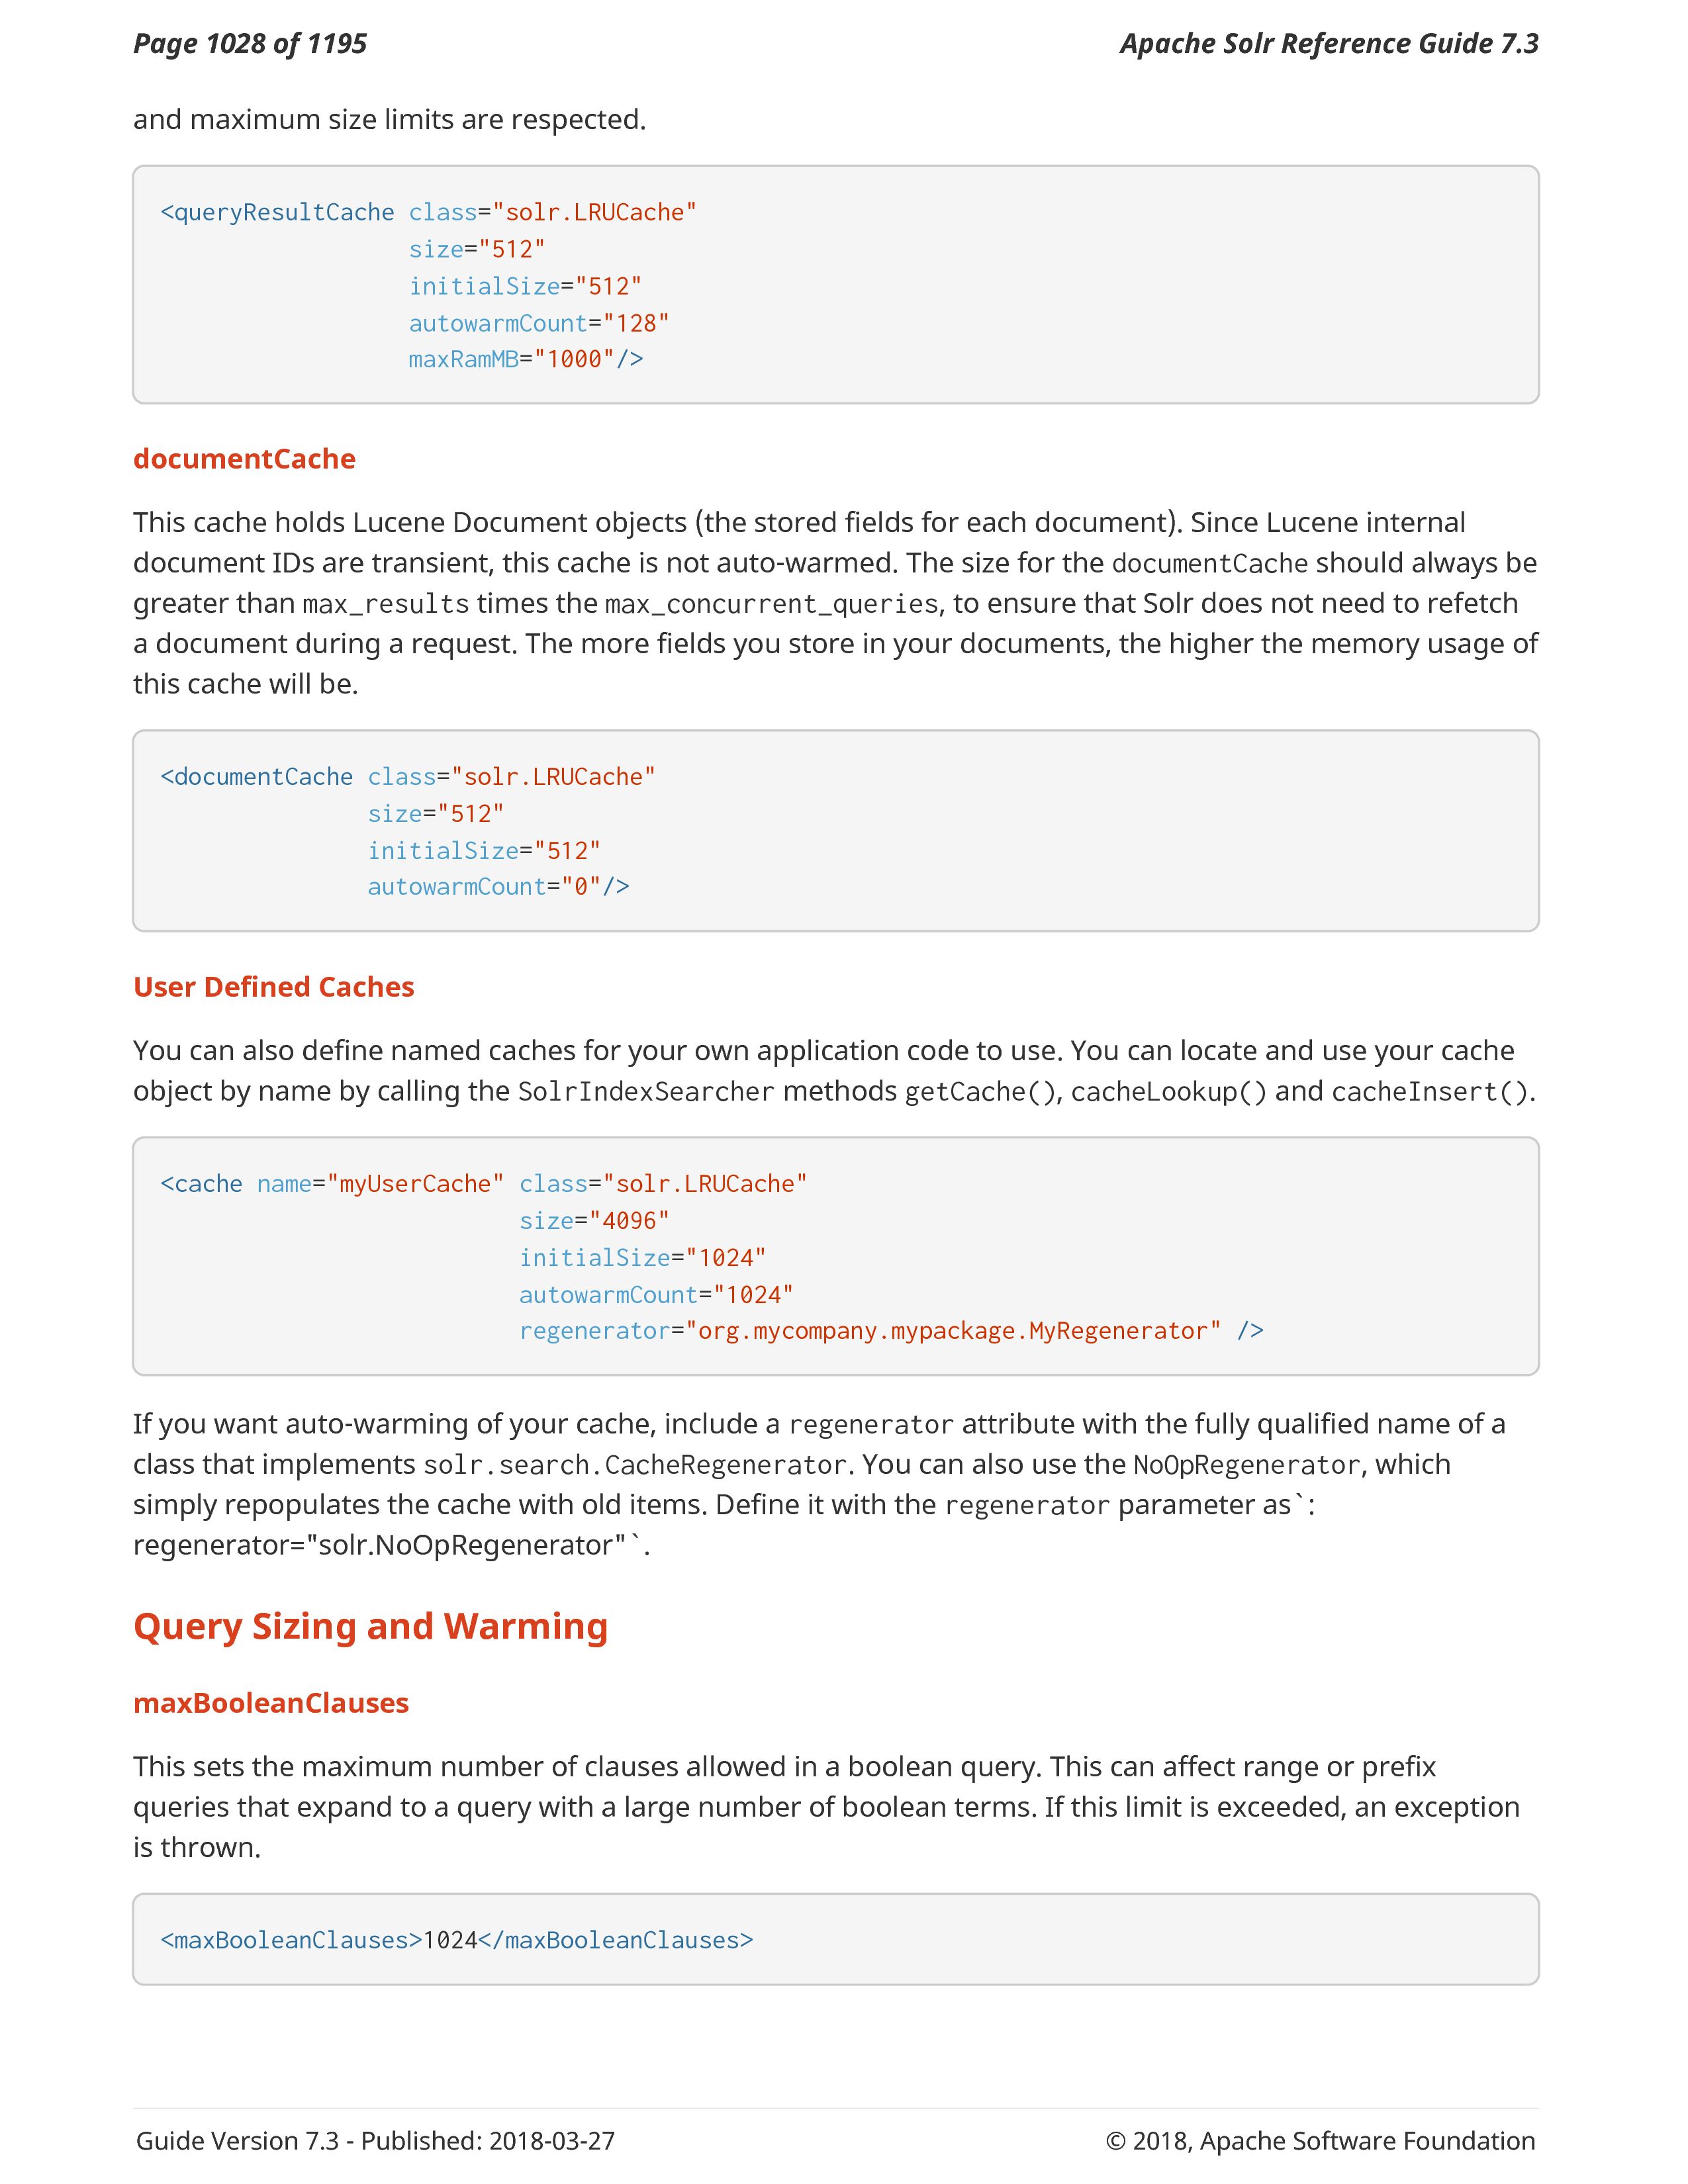 Page 1028 of 1195
Apache Solr Reference Guide 7.3
and maximum size limits are respected.
<queryResultCache class="solr.LRUCache"
size="512"
initialSize="512"
autowarmCount="128"
maxRamMB="1000"/>
documentCache
This cache holds Lucene Document objects (the stored fields for each document). Since Lucene internal
document IDs are transient, this cache is not auto-warmed. The size for the documentCache should always be
greater than max_results times the max_concurrent_queries, to ensure that Solr does not need to refetch
a document during a request. The more fields you store in your documents, the higher the memory usage of
this cache will be.
<documentCache class="solr.LRUCache"
size="512"
initialSize="512"
autowarmCount="0"/>
User Defined Caches
You can also define named caches for your own application code to use. You can locate and use your cache
object by name by calling the SolrIndexSearcher methods getCache(), cacheLookup() and cacheInsert().
<cache name="myUserCache" class="solr.LRUCache"
size="4096"
initialSize="1024"
autowarmCount="1024"
regenerator="org.mycompany.mypackage.MyRegenerator" />
If you want auto-warming of your cache, include a regenerator attribute with the fully qualified name of a
class that implements solr.search.CacheRegenerator. You can also use the NoOpRegenerator, which
simply repopulates the cache with old items. Define it with the regenerator parameter as`:
regenerator="solr.NoOpRegenerator"`.
Query Sizing and Warming
maxBooleanClauses
This sets the maximum number of clauses allowed in a boolean query. This can affect range or prefix
queries that expand to a query with a large number of boolean terms. If this limit is exceeded, an exception
is thrown.
<maxBooleanClauses>1024</maxBooleanClauses>
Guide Version 7.3 - Published: 2018-03-27
© 2018, Apache Software Foundation